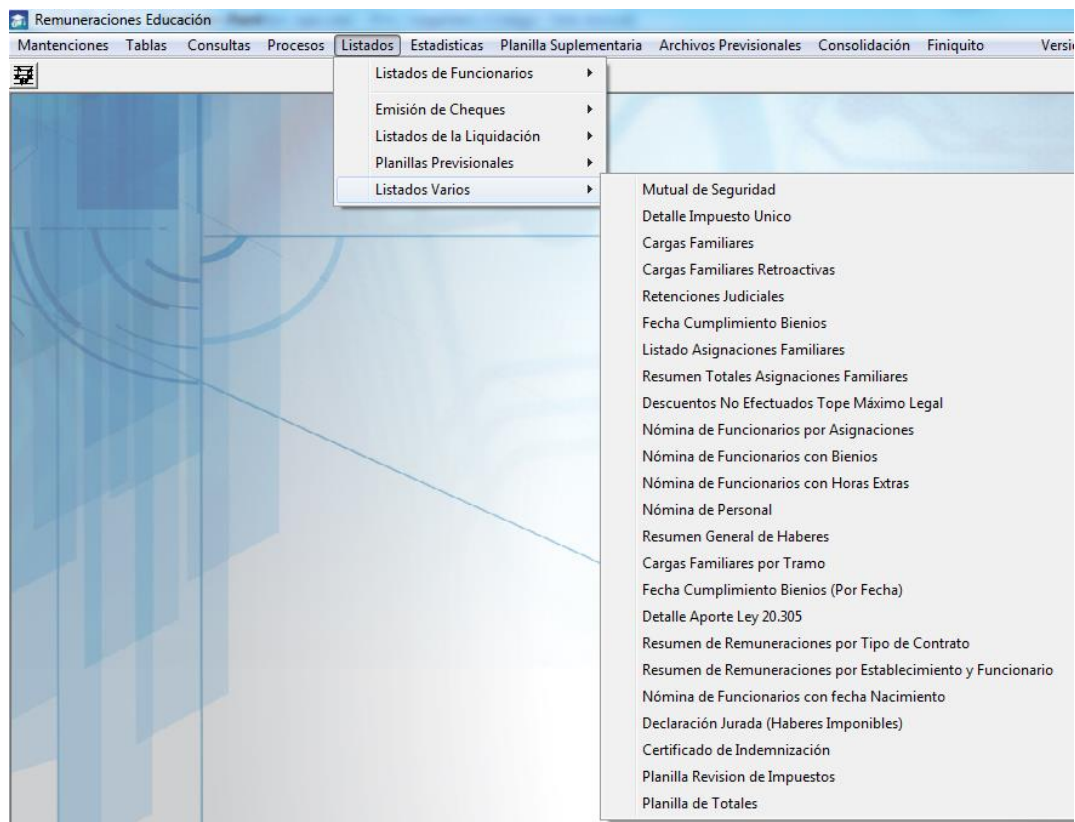 Remuneraciones Educación
Mantenciones Tablas Consultas Procesos Listados Estadisticas Planilla Suplementaria Archivos Previsionales Consolidación Finiquito
Listados de Funcionarios
Emisión de Cheques
Listados de la Liquidación
Planillas Previsionales
Listados Varios
Mutual de Seguridad
Detalle Impuesto Unico
Cargas Familiares
Cargas Familiares Retroactivas
Retenciones Judiciales
Fecha Cumplimiento Bienios
Listado Asignaciones Familiares
Resumen Totales Asignaciones Familiares
Descuentos No Efectuados Tope Máximo Legal
Nómina de Funcionarios por Asignaciones
Nómina de Funcionarios con Bienios
Nómina de Funcionarios con Horas Extras
Nómina de Personal
Resumen General de Haberes
Cargas Familiares por Tramo
Fecha Cumplimiento Bienios (Por Fecha)
Detalle Aporte Ley 20.305
Resumen de Remuneraciones por Tipo de Contrato
Resumen de Remuneraciones por Establecimiento y Funcionario
Nómina de Funcionarios con fecha Nacimiento
Declaración Jurada (Haberes Imponibles)
Certificado de Indemnización
Planilla Revision de Impuestos
Planilla de Totales